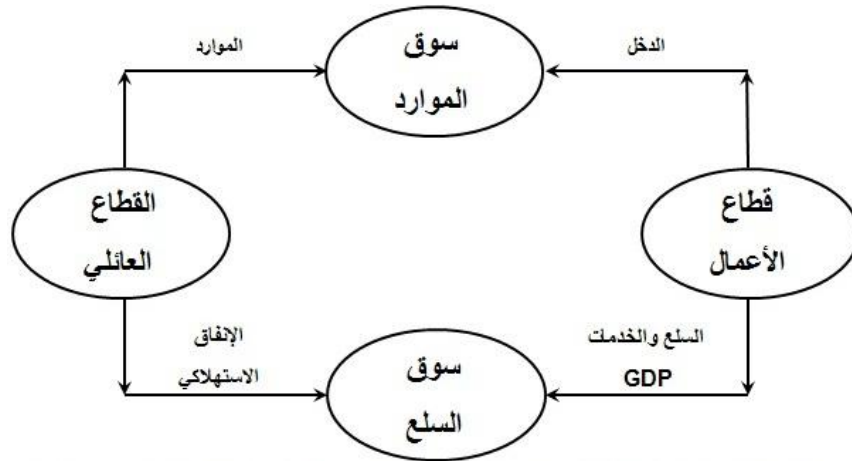 سوق
الموارد
الدخل
الموارد
قطاع
الأعمال
القطاع
العائلي
السلع والخدمات
GDP
الإنفاق
الاستهلاكي
سوق
السلع